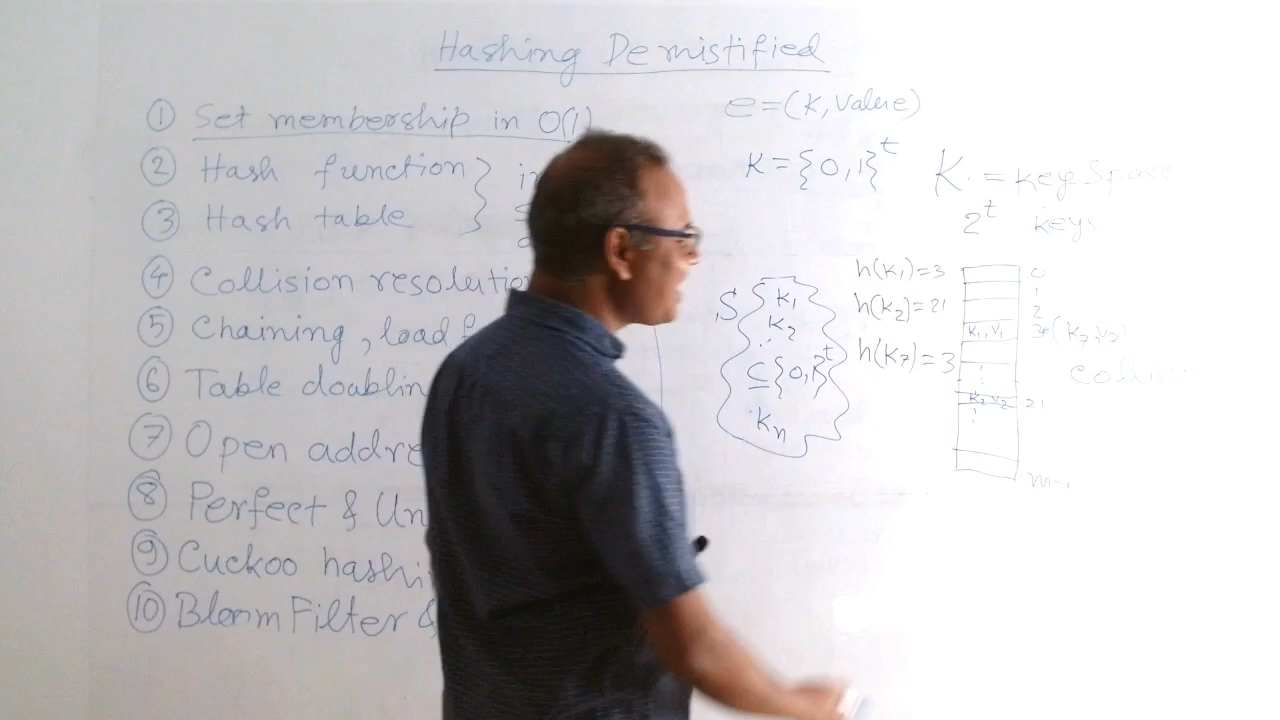 Hashing Demistified
① Set membership in O(1)
② Hash function
③ Hash table
④ Collision resolution
⑤ Chaining, load
⑥ Table doublin
⑦ Open addre
⑧ Perfect & Un
⑨ Cuckoo hashi
⑩ Bloom Filter &
e=(K, Value)
K={0,1}^t
K = Key Space
2^t keys
S
K1
K2
⊆{0,1}^t
Kn
h(K1)=3
h(K2)=21
h(K7)=3
0
1
2
K1,V1
K2 V2
21
m-1